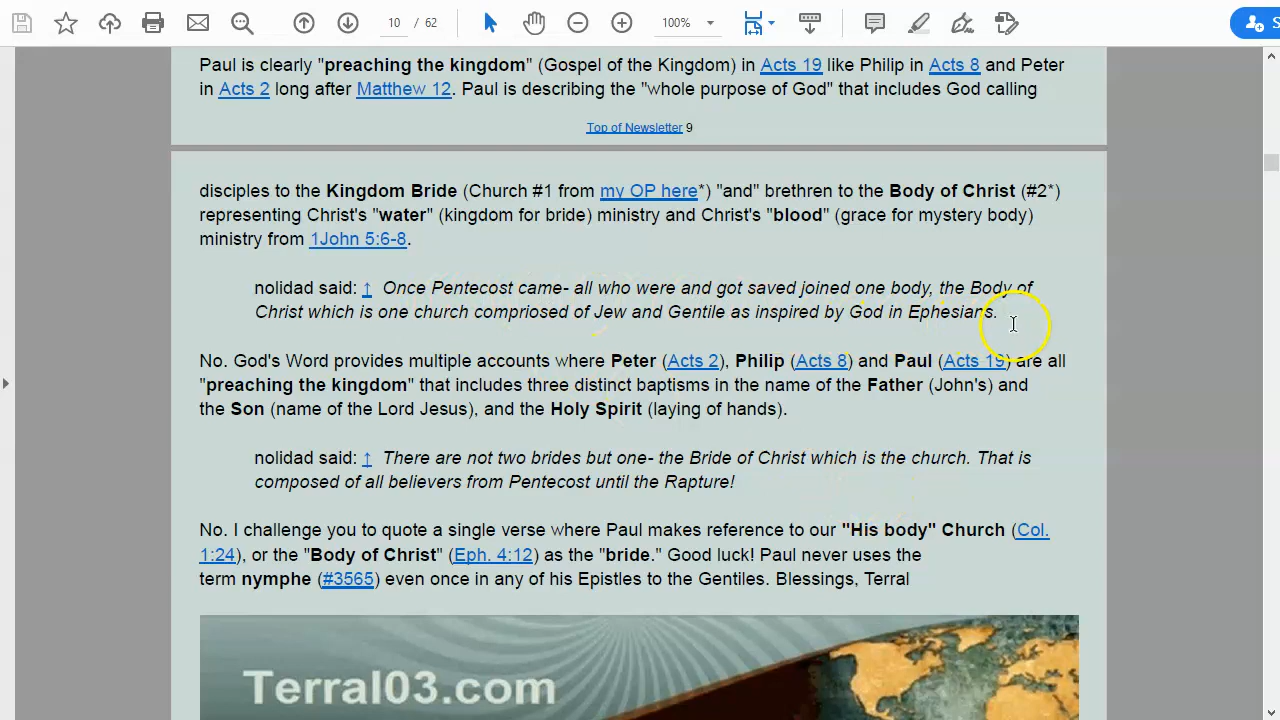 10 / 62
100%
S
Paul is clearly "preaching the kingdom" (Gospel of the Kingdom) in Acts 19 like Philip in Acts 8 and Peter
in Acts 2 long after Matthew 12. Paul is describing the "whole purpose of God" that includes God calling
Top of Newsletter 9
disciples to the Kingdom Bride (Church #1 from my OP here*) "and" brethren to the Body of Christ (#2*)
representing Christ's "water" (kingdom for bride) ministry and Christ's "blood" (grace for mystery body)
ministry from 1John 5:6-8.
nolidad said: ↑ Once Pentecost came- all who were and got saved joined one body, the Body of
Christ which is one church compriosed of Jew and Gentile as inspired by God in Ephesians.
No. God's Word provides multiple accounts where Peter (Acts 2), Philip (Acts 8) and Paul (Acts 19) are all
"preaching the kingdom" that includes three distinct baptisms in the name of the Father (John's) and
the Son (name of the Lord Jesus), and the Holy Spirit (laying of hands).
nolidad said: ↑ There are not two brides but one- the Bride of Christ which is the church. That is
composed of all believers from Pentecost until the Rapture!
No. I challenge you to quote a single verse where Paul makes reference to our "His body" Church (Col.
1:24), or the "Body of Christ" (Eph. 4:12) as the "bride." Good luck! Paul never uses the
term nymphe (#3565) even once in any of his Epistles to the Gentiles. Blessings, Terral
Terral03.com